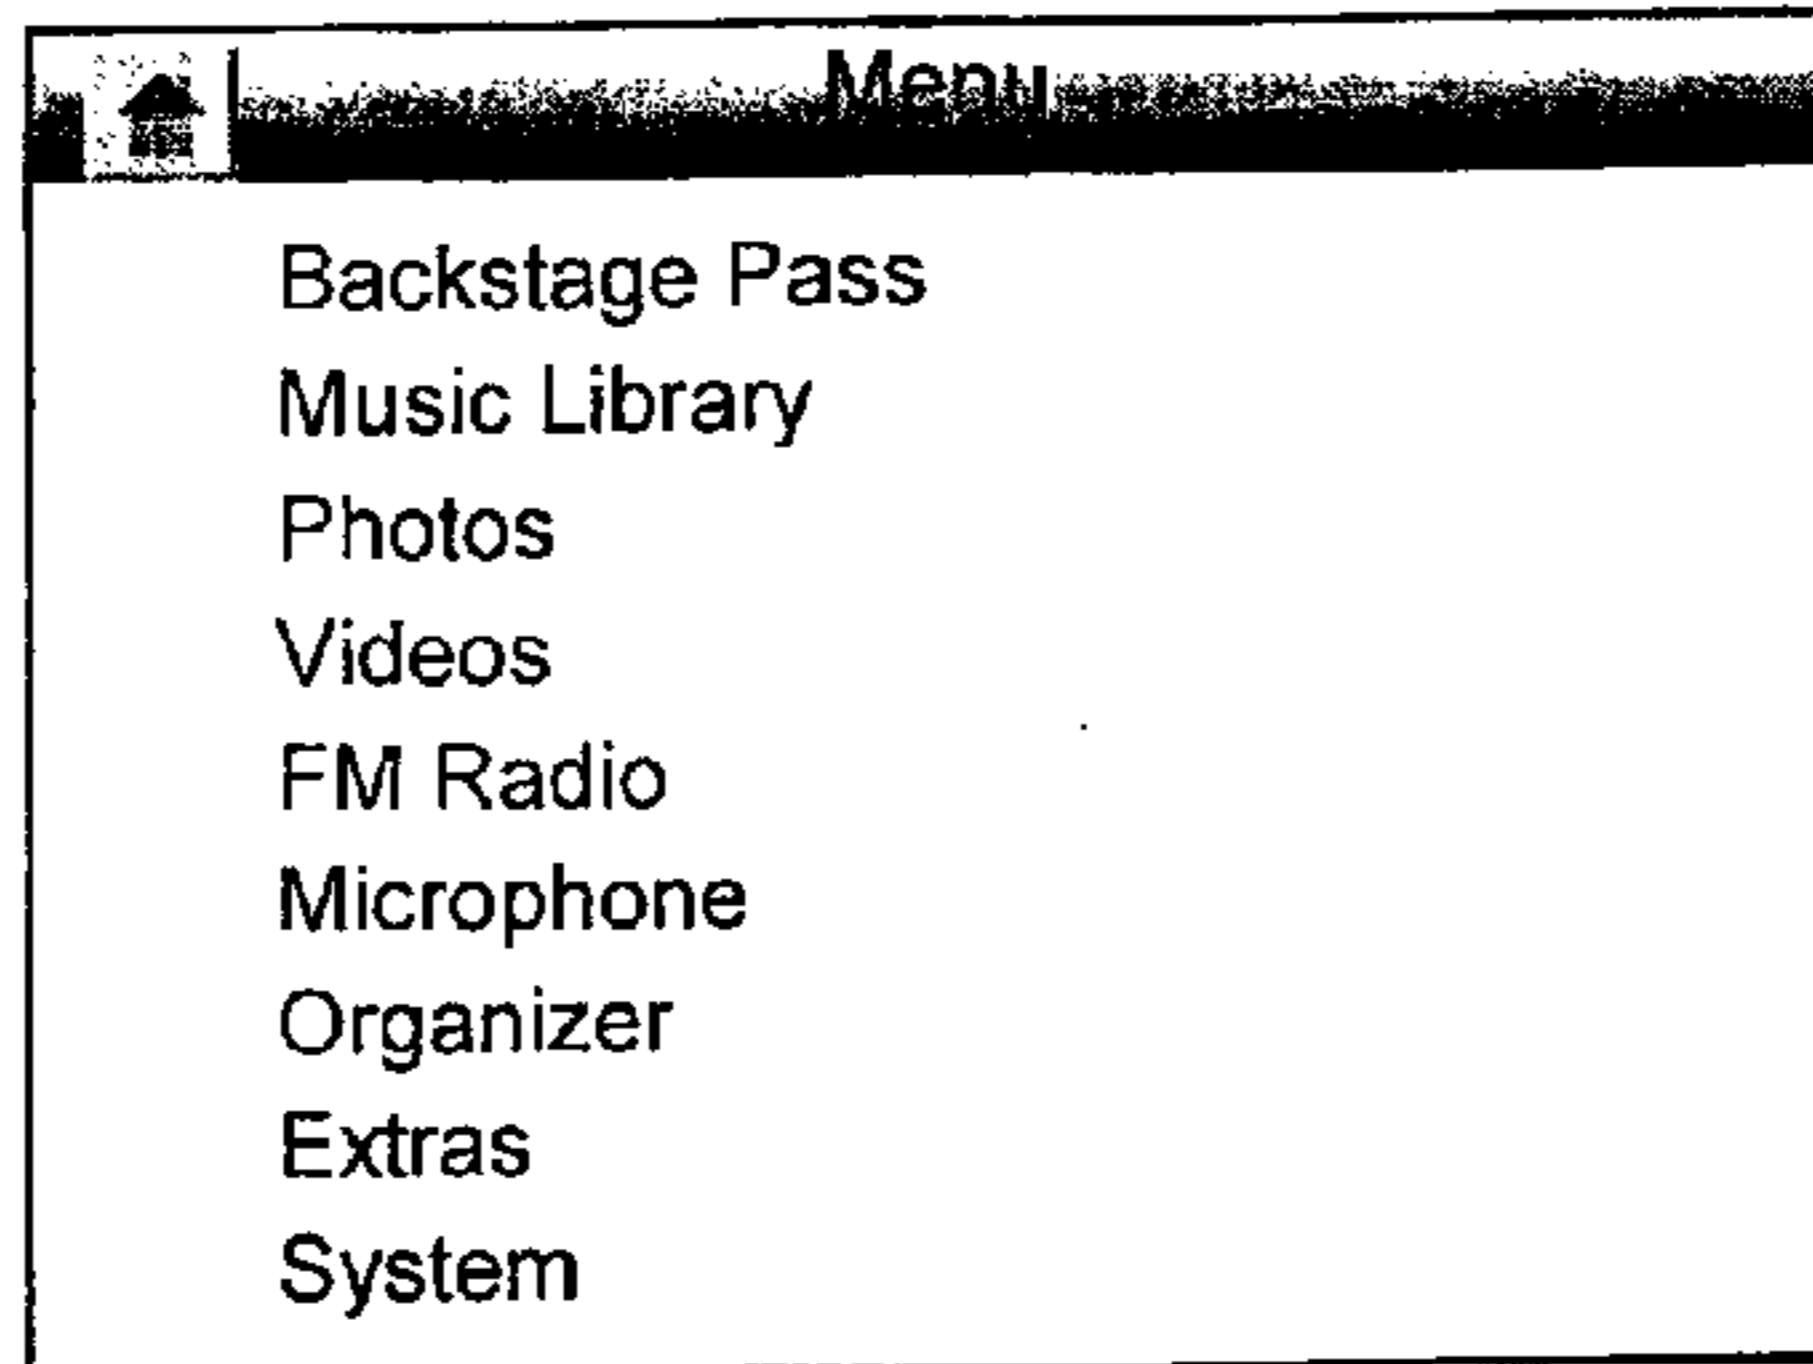 Menu
Backstage Pass
Music Library
Photos
Videos
FM Radio
Microphone
Organizer
Extras
System